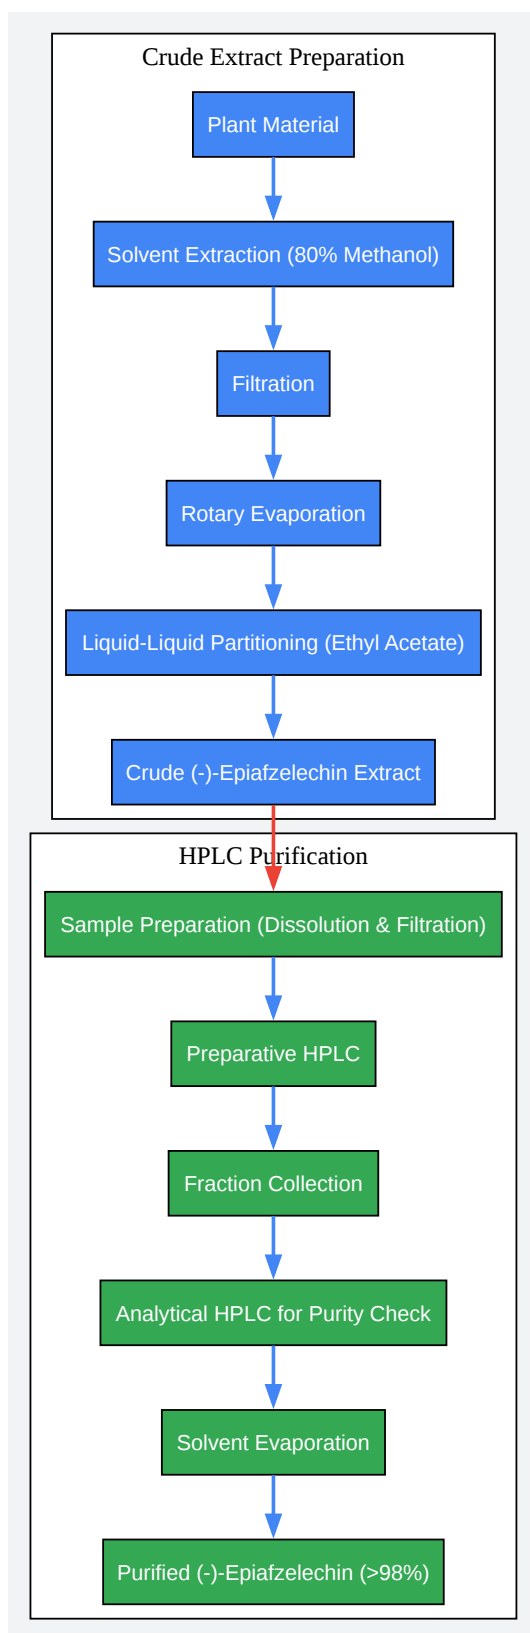 Crude Extract Preparation
Plant Material
Solvent Extraction (80% Methanol)
Filtration
Rotary Evaporation
Liquid-Liquid Partitioning (Ethyl Acetate)
Crude (-)-Epiafzelechin Extract
HPLC Purification
Sample Preparation (Dissolution & Filtration)
Preparative HPLC
Fraction Collection
Analytical HPLC for Purity Check
Solvent Evaporation
Purified (-)-Epiafzelechin (>98%)